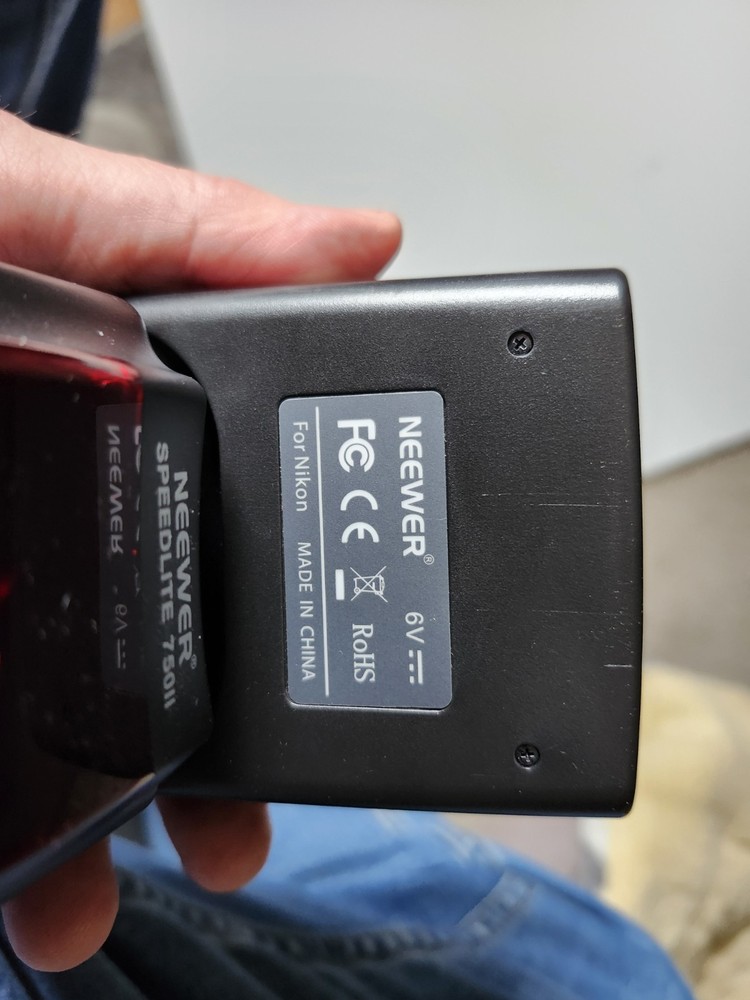 NEEWER® 6V
FC CE RoHS
For Nikon MADE IN CHINA
NEEWER®
SPEEDLITE 750II